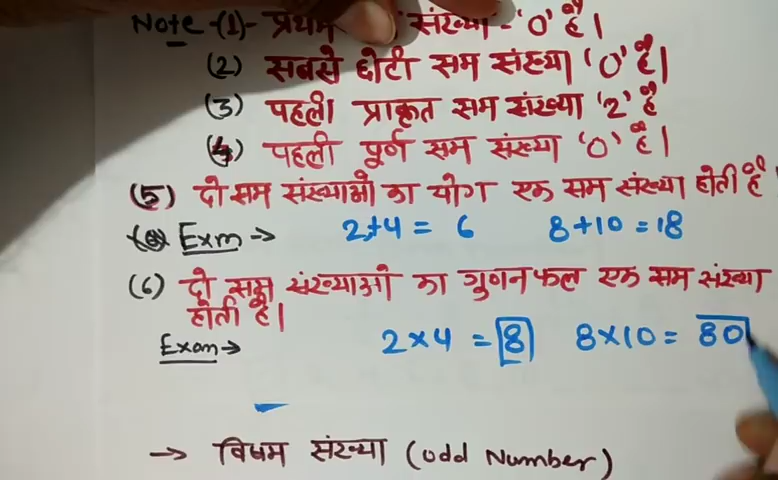 Note -(1)- प्रथम संख्या - '0' है।
(2) सबसे छोटी सम संख्या '0' है।
(3) पहली प्राकृत सम संख्या '2' है
(4) पहली पूर्ण सम संख्या '0' है।
(5) दो सम संख्याओं का योग एक सम संख्या होती है
Exm → 2+4 = 6 8+10 = 18
(6) दो सम संख्याओं का गुणनफल एक सम संख्या
होती है।
Exam → 2×4 = 8 8×10 = 80
→ विषम संख्या (odd Number)